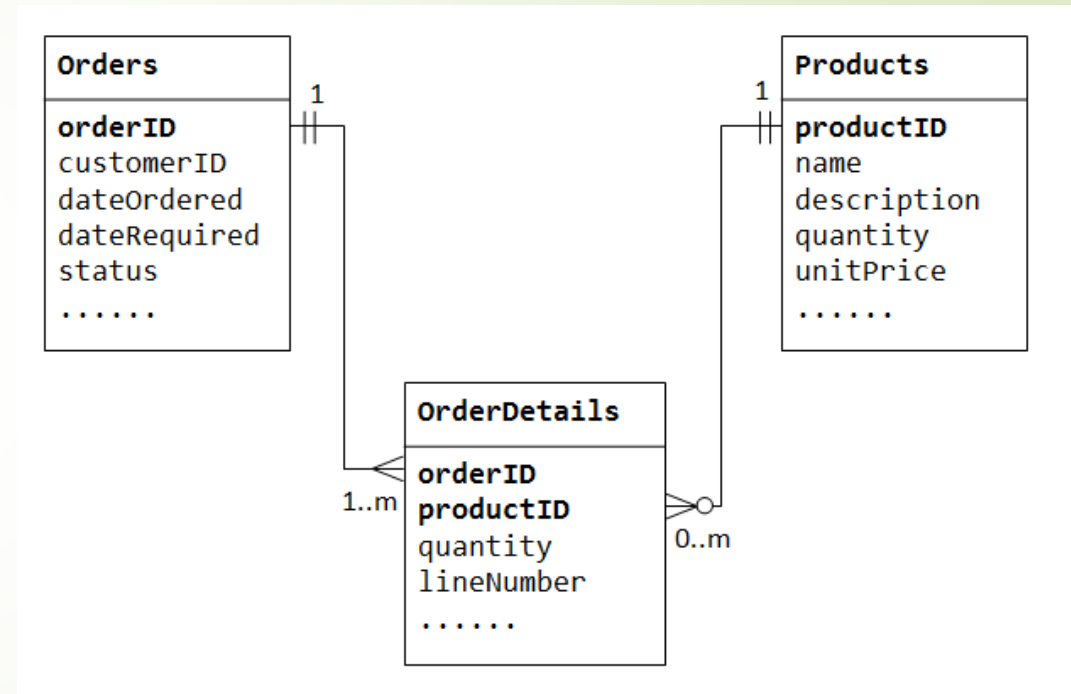 Orders
1
orderID
customerID
dateOrdered
dateRequired
status
......
Products
1
productID
name
description
quantity
unitPrice
......
OrderDetails
1..m
orderID
productID
quantity
lineNumber
......
0..m